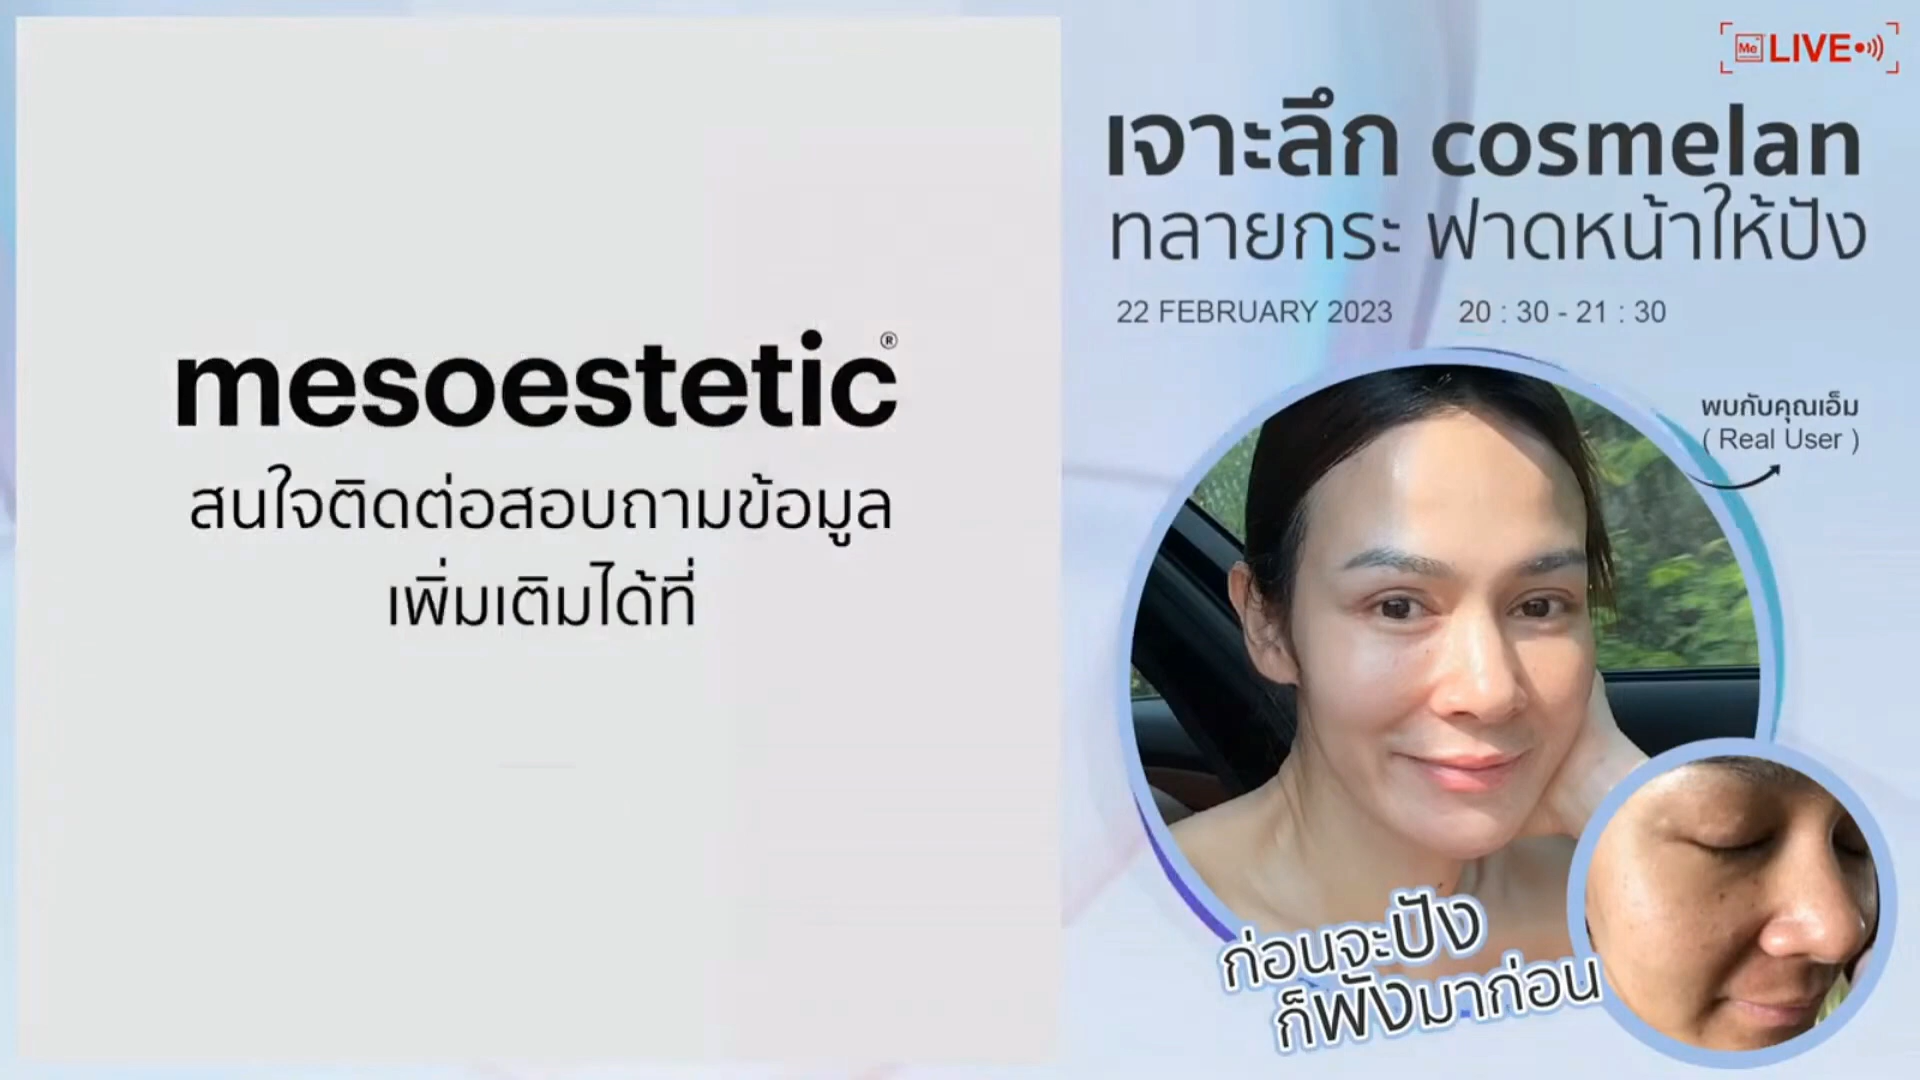 mesoestetic®
สนใจติดต่อสอบถามข้อมูล
เพิ่มเติมได้ที่
Me LIVE
เจาะลึก cosmelan
ทลายกระ ฟาดหน้าให้ปัง
22 FEBRUARY 2023 20 : 30 - 21 : 30
พบกับคุณเอ็ม
( Real User )
ก่อนจะปัง
ก็พังมาก่อน